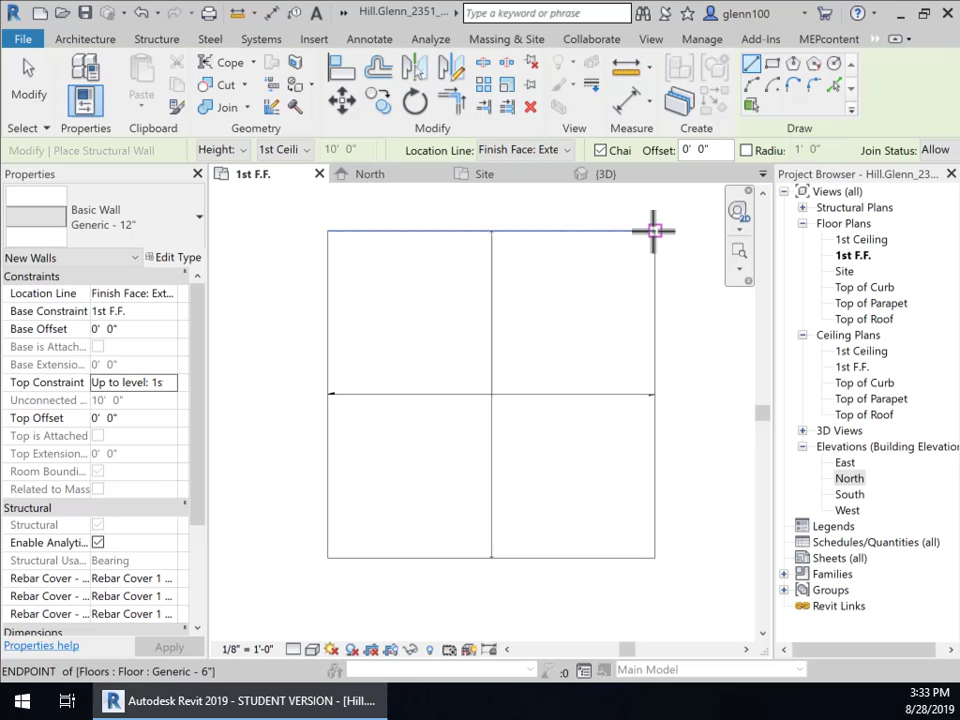 Hill.Glenn_2351_...
Type a keyword or phrase
glenn100
File
Architecture
Structure
Steel
Systems
Insert
Annotate
Analyze
Massing & Site
Collaborate
View
Manage
Add-Ins
MEPcontent
Modify
Paste
Cope
Cut
Join
Select
Properties
Clipboard
Geometry
Modify
View
Measure
Create
Draw
Modify | Place Structural Wall
Height:
1st Ceili
10' 0"
Location Line:
Finish Face: Exte
Chai
Offset:
0' 0"
Radiu:
1' 0"
Join Status:
Allow
Properties
Basic Wall
Generic - 12"
New Walls
Edit Type
Constraints
Location Line Finish Face: Ext...
Base Constraint 1st F.F.
Base Offset 0' 0"
Base is Attach...
Base Extensio... 0' 0"
Top Constraint Up to level: 1s
Unconnected ... 10' 0"
Top Offset 0' 0"
Top is Attached
Top Extension... 0' 0"
Room Boundi...
Related to Mass
Structural
Structural
Enable Analyti...
Structural Usa... Bearing
Rebar Cover - ... Rebar Cover 1 ...
Rebar Cover - ... Rebar Cover 1 ...
Rebar Cover - ... Rebar Cover 1 ...
Dimensions
Properties help
Apply
1st F.F.
North
Site
{3D}
2D
1/8" = 1'-0"
Project Browser - Hill.Glenn_23...
Views (all)
Structural Plans
Floor Plans
1st Ceiling
1st F.F.
Site
Top of Curb
Top of Parapet
Top of Roof
Ceiling Plans
1st Ceiling
1st F.F.
Top of Curb
Top of Parapet
Top of Roof
3D Views
Elevations (Building Elevation
East
North
South
West
Legends
Schedules/Quantities (all)
Sheets (all)
Families
Groups
Revit Links
ENDPOINT of [Floors : Floor : Generic - 6"]
:0
Main Model
Autodesk Revit 2019 - STUDENT VERSION - [Hill....
3:33 PM
8/28/2019